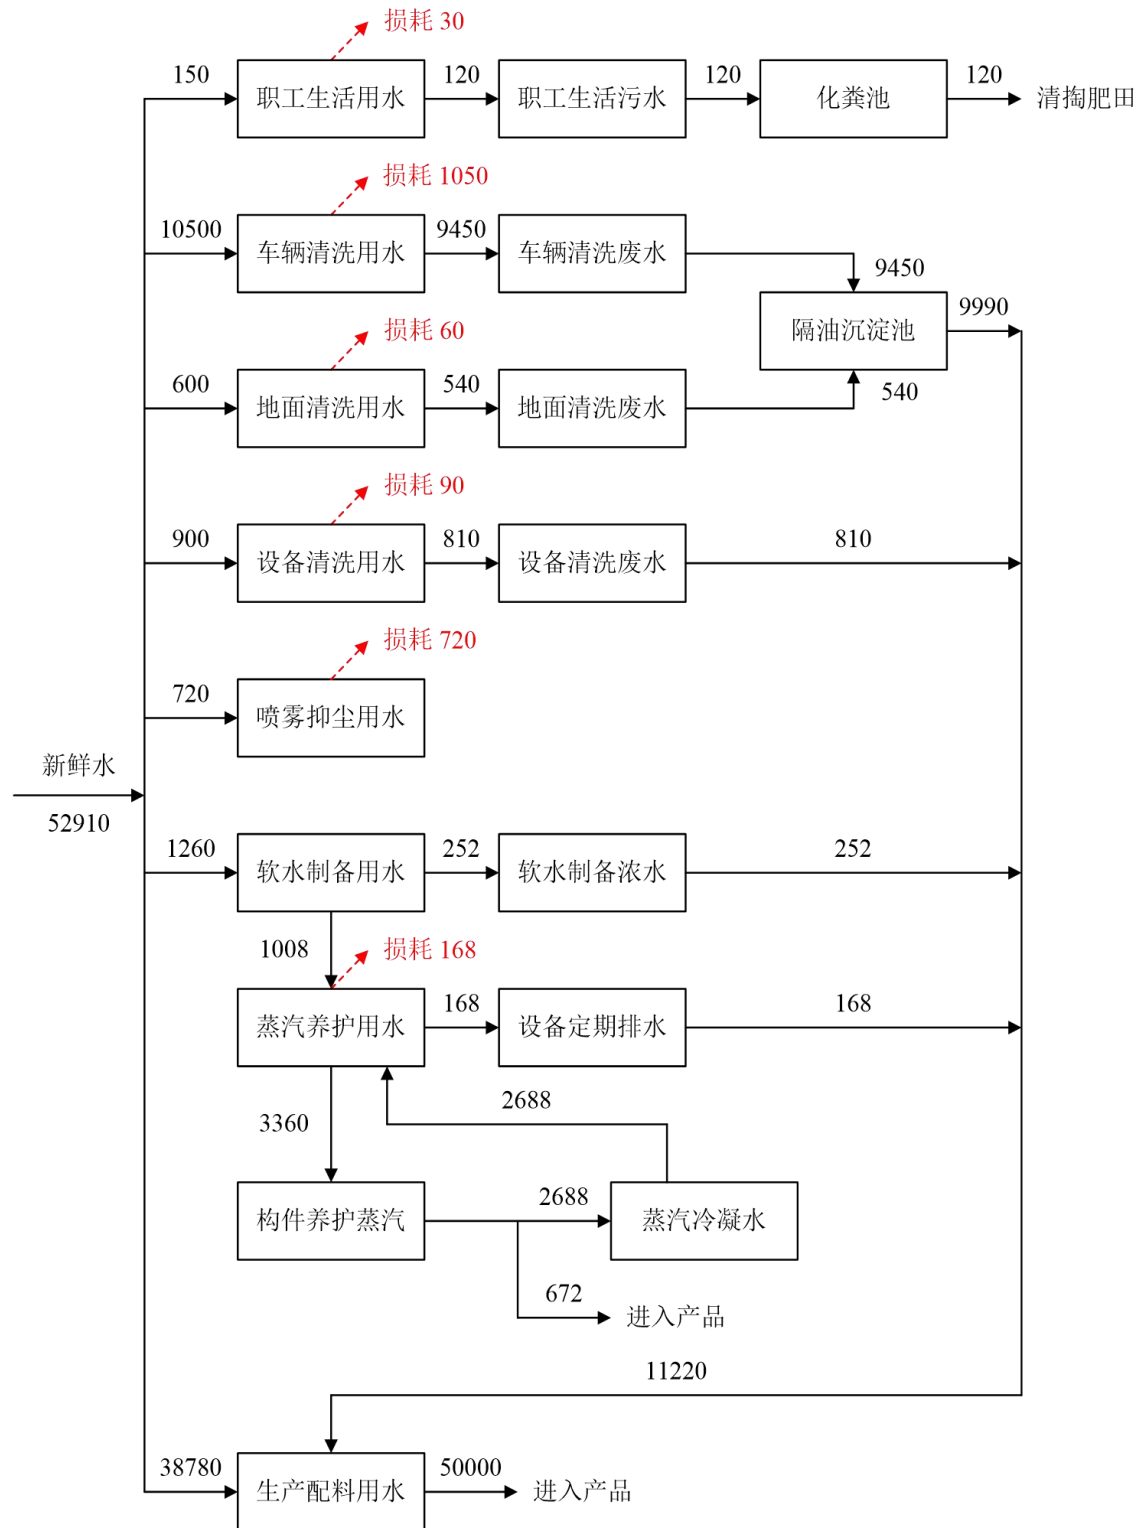 损耗 30
150
职工生活用水
120
职工生活污水
120
化粪池
120
清掏肥田
损耗 1050
10500
车辆清洗用水
9450
车辆清洗废水
9450
隔油沉淀池
9990
损耗 60
600
地面清洗用水
540
地面清洗废水
540
损耗 90
900
设备清洗用水
810
设备清洗废水
810
损耗 720
720
喷雾抑尘用水
新鲜水
52910
1260
软水制备用水
252
软水制备浓水
252
1008
损耗 168
蒸汽养护用水
168
设备定期排水
168
3360
2688
构件养护蒸汽
2688
蒸汽冷凝水
672
进入产品
11220
38780
生产配料用水
50000
进入产品